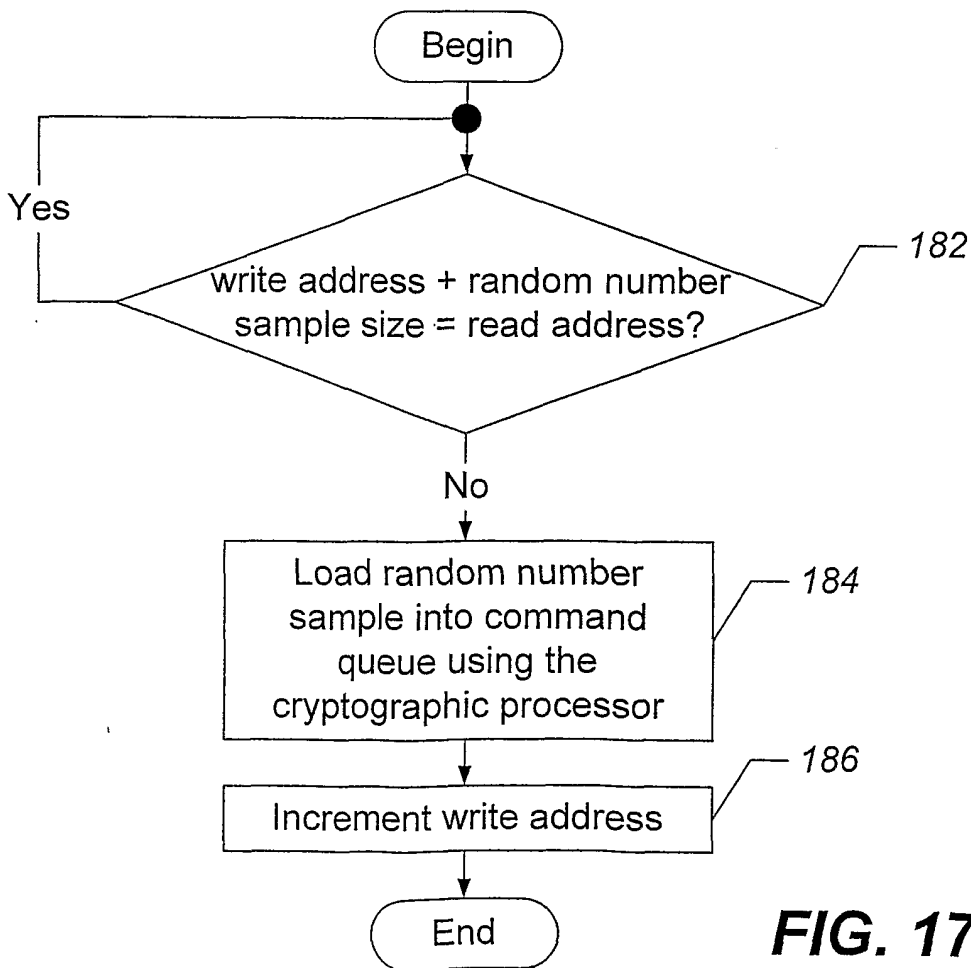 Begin
Yes
write address + random number
sample size = read address?
182
No
Load random number
sample into command
queue using the
cryptographic processor
184
186
Increment write address
End
FIG. 17